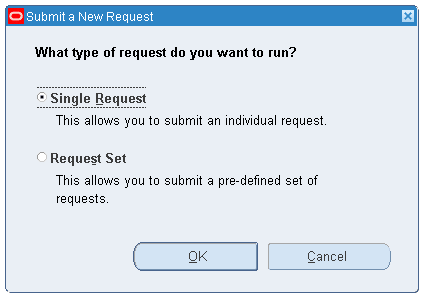 Submit a New Request
What type of request do you want to run?
Single Request
This allows you to submit an individual request.
Request Set
This allows you to submit a pre-defined set of
requests.
OK
Cancel